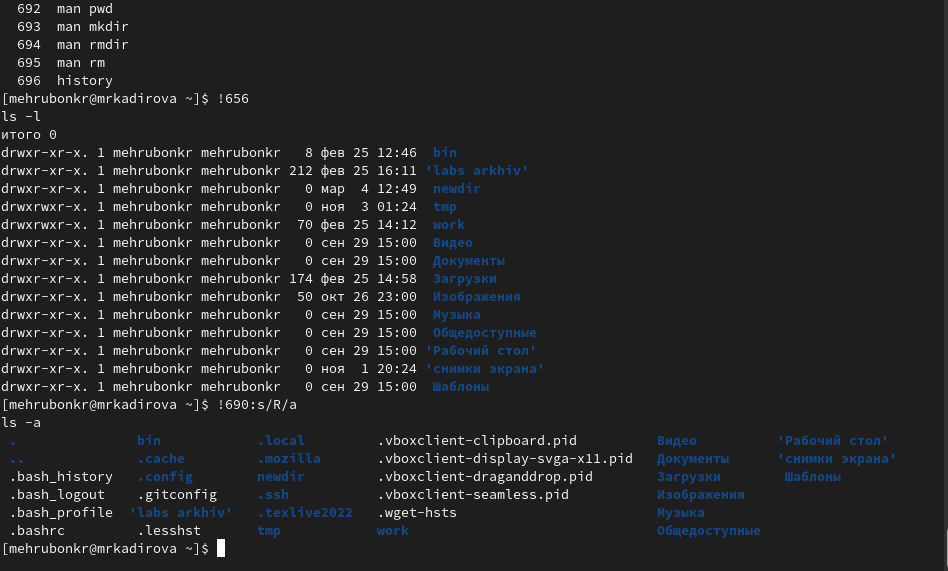 692  man pwd
693  man mkdir
694  man rmdir
695  man rm
696  history
[mehrubonkr@mrkadirova ~]$ !656
ls -l
итого 0
drwxr-xr-x. 1 mehrubonkr mehrubonkr   8 фев 25 12:46  bin
drwxr-xr-x. 1 mehrubonkr mehrubonkr 212 фев 25 16:11 'labs arkhiv'
drwxr-xr-x. 1 mehrubonkr mehrubonkr   0 мар  4 12:49  newdir
drwxrwxr-x. 1 mehrubonkr mehrubonkr   0 ноя  3 01:24  tmp
drwxrwxr-x. 1 mehrubonkr mehrubonkr  70 фев 25 14:12  work
drwxr-xr-x. 1 mehrubonkr mehrubonkr   0 сен 29 15:00  Видео
drwxr-xr-x. 1 mehrubonkr mehrubonkr   0 сен 29 15:00  Документы
drwxr-xr-x. 1 mehrubonkr mehrubonkr 174 фев 25 14:58  Загрузки
drwxr-xr-x. 1 mehrubonkr mehrubonkr  50 окт 26 23:00  Изображения
drwxr-xr-x. 1 mehrubonkr mehrubonkr   0 сен 29 15:00  Музыка
drwxr-xr-x. 1 mehrubonkr mehrubonkr   0 сен 29 15:00  Общедоступные
drwxr-xr-x. 1 mehrubonkr mehrubonkr   0 сен 29 15:00 'Рабочий стол'
drwxr-xr-x. 1 mehrubonkr mehrubonkr   0 ноя  1 20:24 'снимки экрана'
drwxr-xr-x. 1 mehrubonkr mehrubonkr   0 сен 29 15:00  Шаблоны
[mehrubonkr@mrkadirova ~]$ !690:s/R/a
ls -a
.  bin  .local  .vboxclient-clipboard.pid  Видео  'Рабочий стол'
..  .cache  .mozilla  .vboxclient-display-svga-x11.pid  Документы  'снимки экрана'
.bash_history  .config  newdir  .vboxclient-draganddrop.pid  Загрузки  Шаблоны
.bash_logout  .gitconfig  .ssh  .vboxclient-seamless.pid  Изображения
.bash_profile  'labs arkhiv'  .texlive2022  .wget-hsts  Музыка
.bashrc  .lesshst  tmp  work  Общедоступные
[mehrubonkr@mrkadirova ~]$